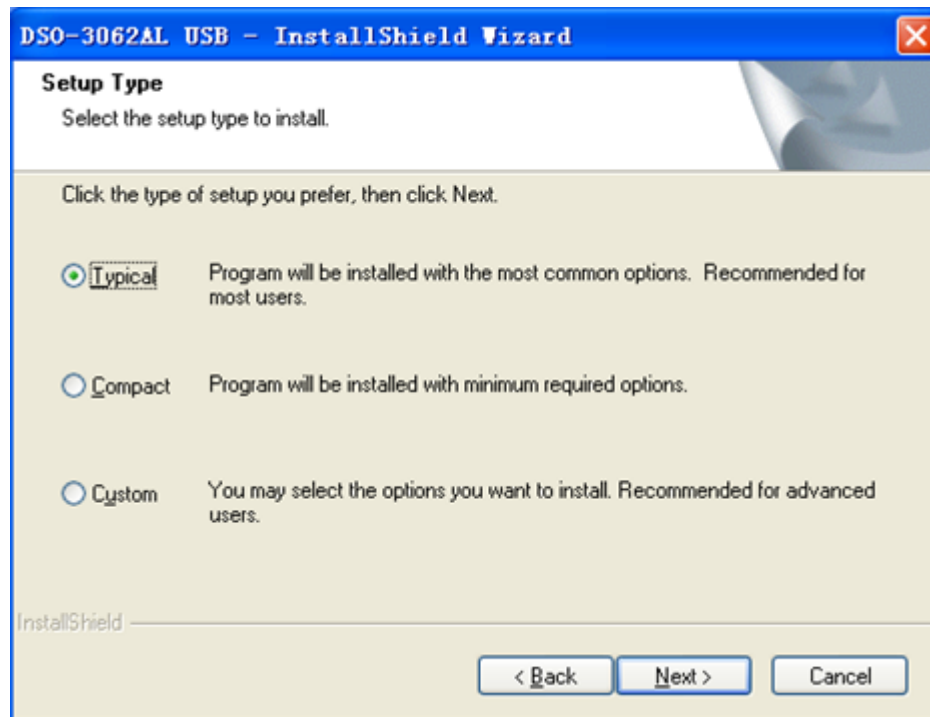 DSO-3062AL USB - InstallShield Wizard
Setup Type
Select the setup type to install.
Click the type of setup you prefer, then click Next.
Typical
Program will be installed with the most common options.  Recommended for
most users.
Compact
Program will be installed with minimum required options.
Custom
You may select the options you want to install. Recommended for advanced
users.
InstallShield
< Back
Next >
Cancel